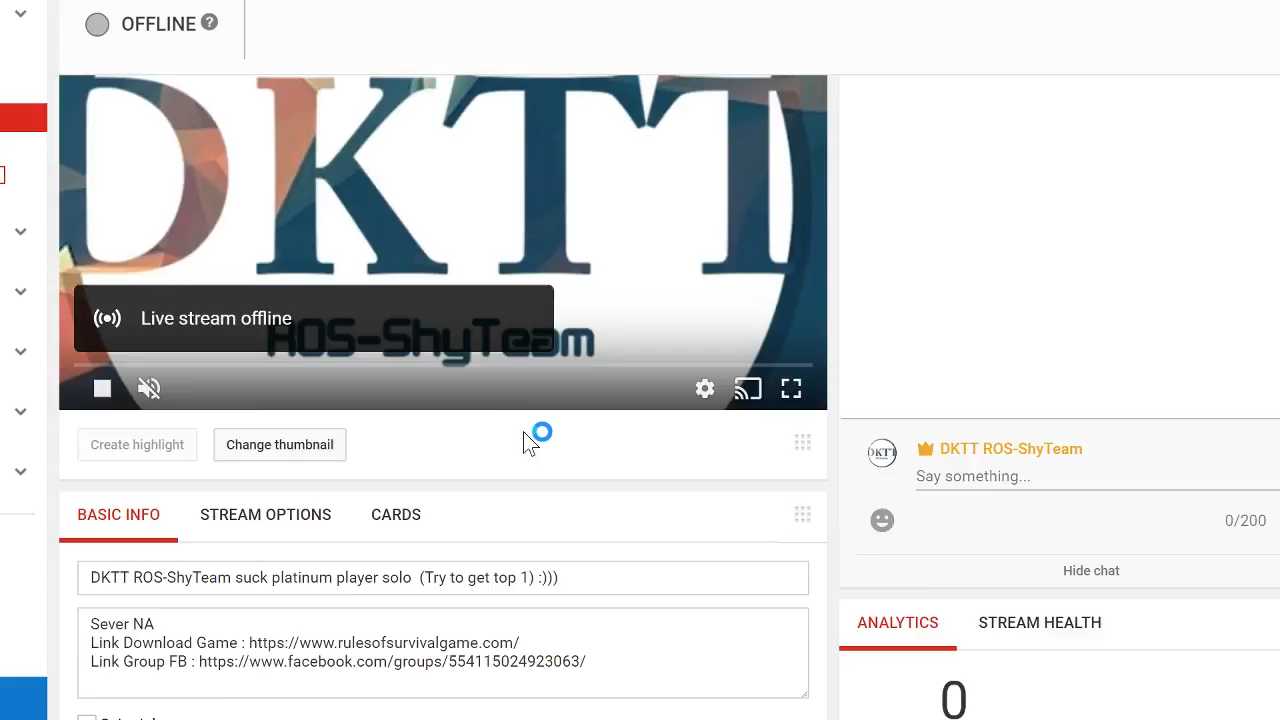 OFFLINE ?
DKTT
Live stream offline
ROS-ShyTeam
Create highlight
Change thumbnail
BASIC INFO
STREAM OPTIONS
CARDS
DKTT ROS-ShyTeam suck platinum player solo (Try to get top 1) :)))
Sever NA
Link Download Game : https://www.rulesofsurvivalgame.com/
Link Group FB : https://www.facebook.com/groups/554115024923063/
DKTT
DKTT ROS-ShyTeam
Say something...
0/200
Hide chat
ANALYTICS
STREAM HEALTH
0